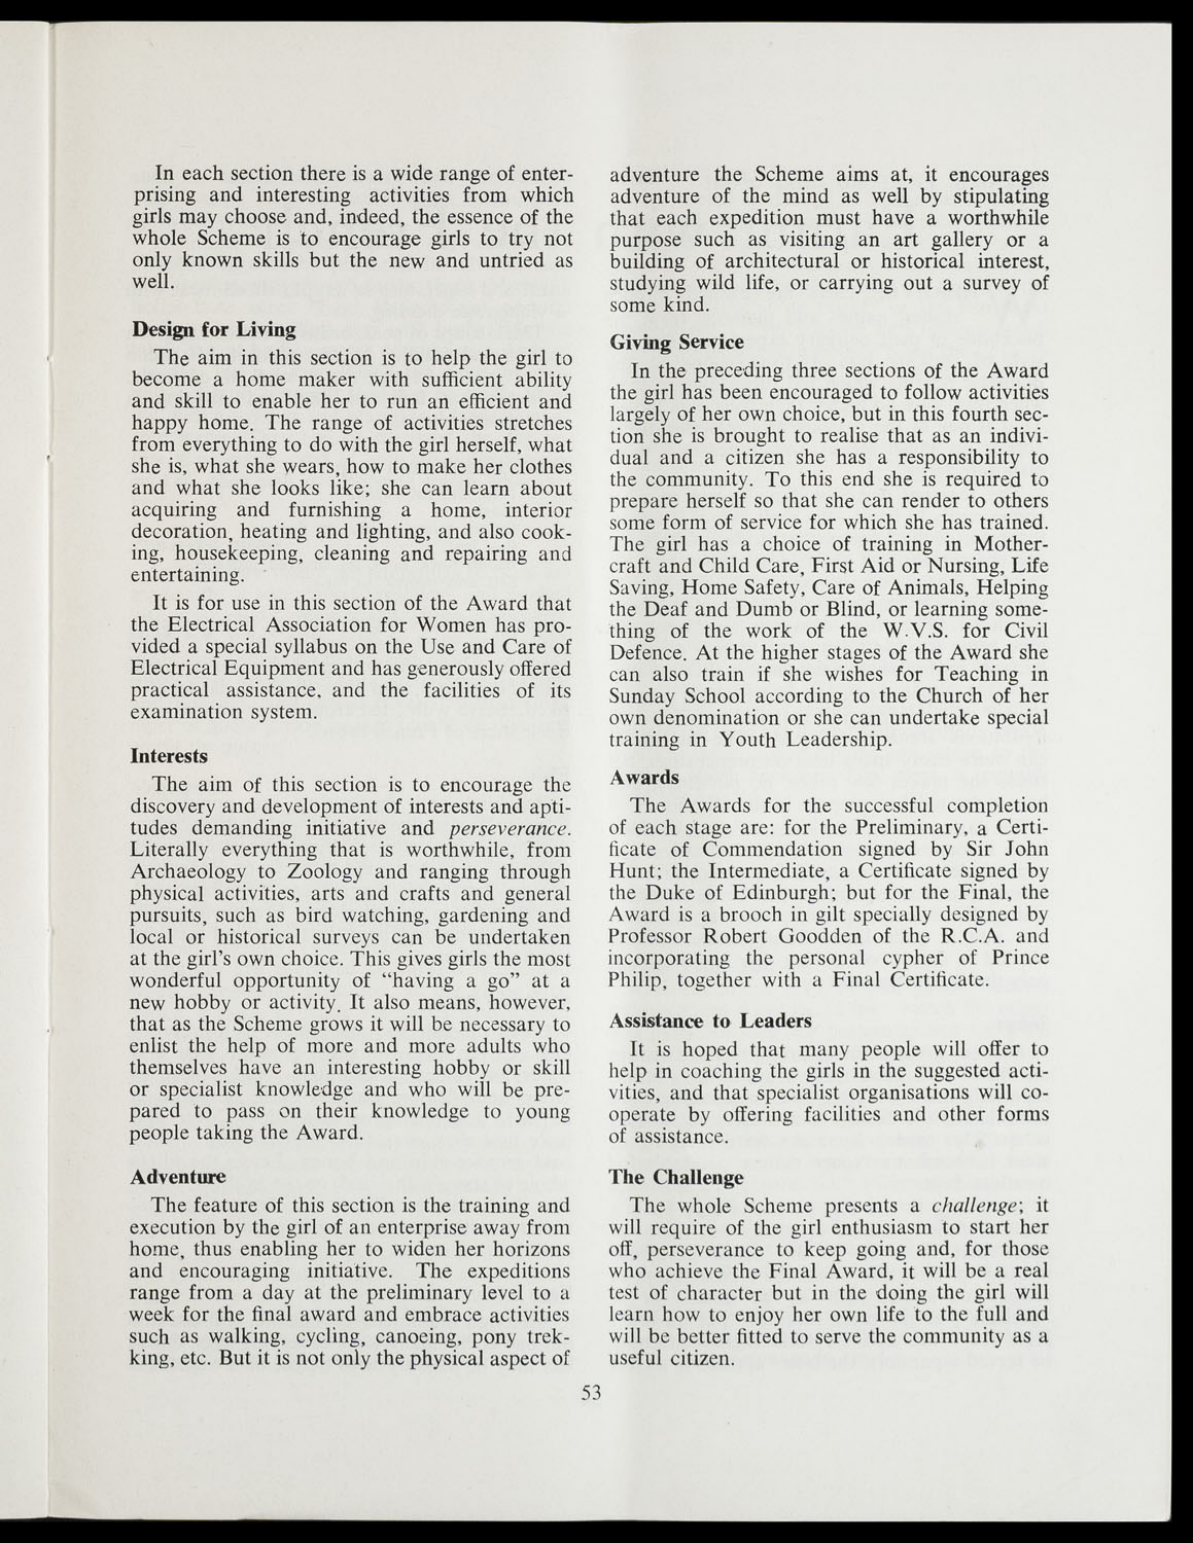 In each section there is a wide range of enter-
prising and interesting activities from which
girls may choose and, indeed, the essence of the
whole Scheme is to encourage girls to try not
only known skills but the new and untried as
well.
Design for Living
The aim in this section is to help the girl to
become a home maker with sufficient ability
and skill to enable her to run an efficient and
happy home. The range of activities stretches
from everything to do with the girl herself, what
she is, what she wears, how to make her clothes
and what she looks like; she can learn about
acquiring and furnishing a home, interior
decoration, heating and lighting, and also cook-
ing, housekeeping, cleaning and repairing and
entertaining.
It is for use in this section of the Award that
the Electrical Association for Women has pro-
vided a special syllabus on the Use and Care of
Electrical Equipment and has generously offered
practical assistance, and the facilities of its
examination system.
Interests
The aim of this section is to encourage the
discovery and development of interests and apti-
tudes demanding initiative and perseverance.
Literally everything that is worthwhile, from
Archaeology to Zoology and ranging through
physical activities, arts and crafts and general
pursuits, such as bird watching, gardening and
local or historical surveys can be undertaken
at the girl's own choice. This gives girls the most
wonderful opportunity of "having a go" at a
new hobby or activity. It also means, however,
that as the Scheme grows it will be necessary to
enlist the help of more and more adults who
themselves have an interesting hobby or skill
or specialist knowledge and who will be pre-
pared to pass on their knowledge to young
people taking the Award.
Adventure
The feature of this section is the training and
execution by the girl of an enterprise away from
home, thus enabling her to widen her horizons
and encouraging initiative. The expeditions
range from a day at the preliminary level to a
week for the final award and embrace activities
such as walking, cycling, canoeing, pony trek-
king, etc. But it is not only the physical aspect of
adventure the Scheme aims at, it encourages
adventure of the mind as well by stipulating
that each expedition must have a worthwhile
purpose such as visiting an art gallery or a
building of architectural or historical interest,
studying wild life, or carrying out a survey of
some kind.
Giving Service
In the preceding three sections of the Award
the girl has been encouraged to follow activities
largely of her own choice, but in this fourth sec-
tion she is brought to realise that as an indivi-
dual and a citizen she has a responsibility to
the community. To this end she is required to
prepare herself so that she can render to others
some form of service for which she has trained.
The girl has a choice of training in Mother-
craft and Child Care, First Aid or Nursing, Life
Saving, Home Safety, Care of Animals, Helping
the Deaf and Dumb or Blind, or learning some-
thing of the work of the W.V.S. for Civil
Defence. At the higher stages of the Award she
can also train if she wishes for Teaching in
Sunday School according to the Church of her
own denomination or she can undertake special
training in Youth Leadership.
Awards
The Awards for the successful completion
of each stage are: for the Preliminary, a Certi-
ficate of Commendation signed by Sir John
Hunt; the Intermediate, a Certificate signed by
the Duke of Edinburgh; but for the Final, the
Award is a brooch in gilt specially designed by
Professor Robert Goodden of the R.C.A. and
incorporating the personal cypher of Prince
Philip, together with a Final Certificate.
Assistance to Leaders
It is hoped that many people will offer to
help in coaching the girls in the suggested acti-
vities, and that specialist organisations will co-
operate by offering facilities and other forms
of assistance.
The Challenge
The whole Scheme presents a challenge; it
will require of the girl enthusiasm to start her
off, perseverance to keep going and, for those
who achieve the Final Award, it will be a real
test of character but in the doing the girl will
learn how to enjoy her own life to the full and
will be better fitted to serve the community as a
useful citizen.
53